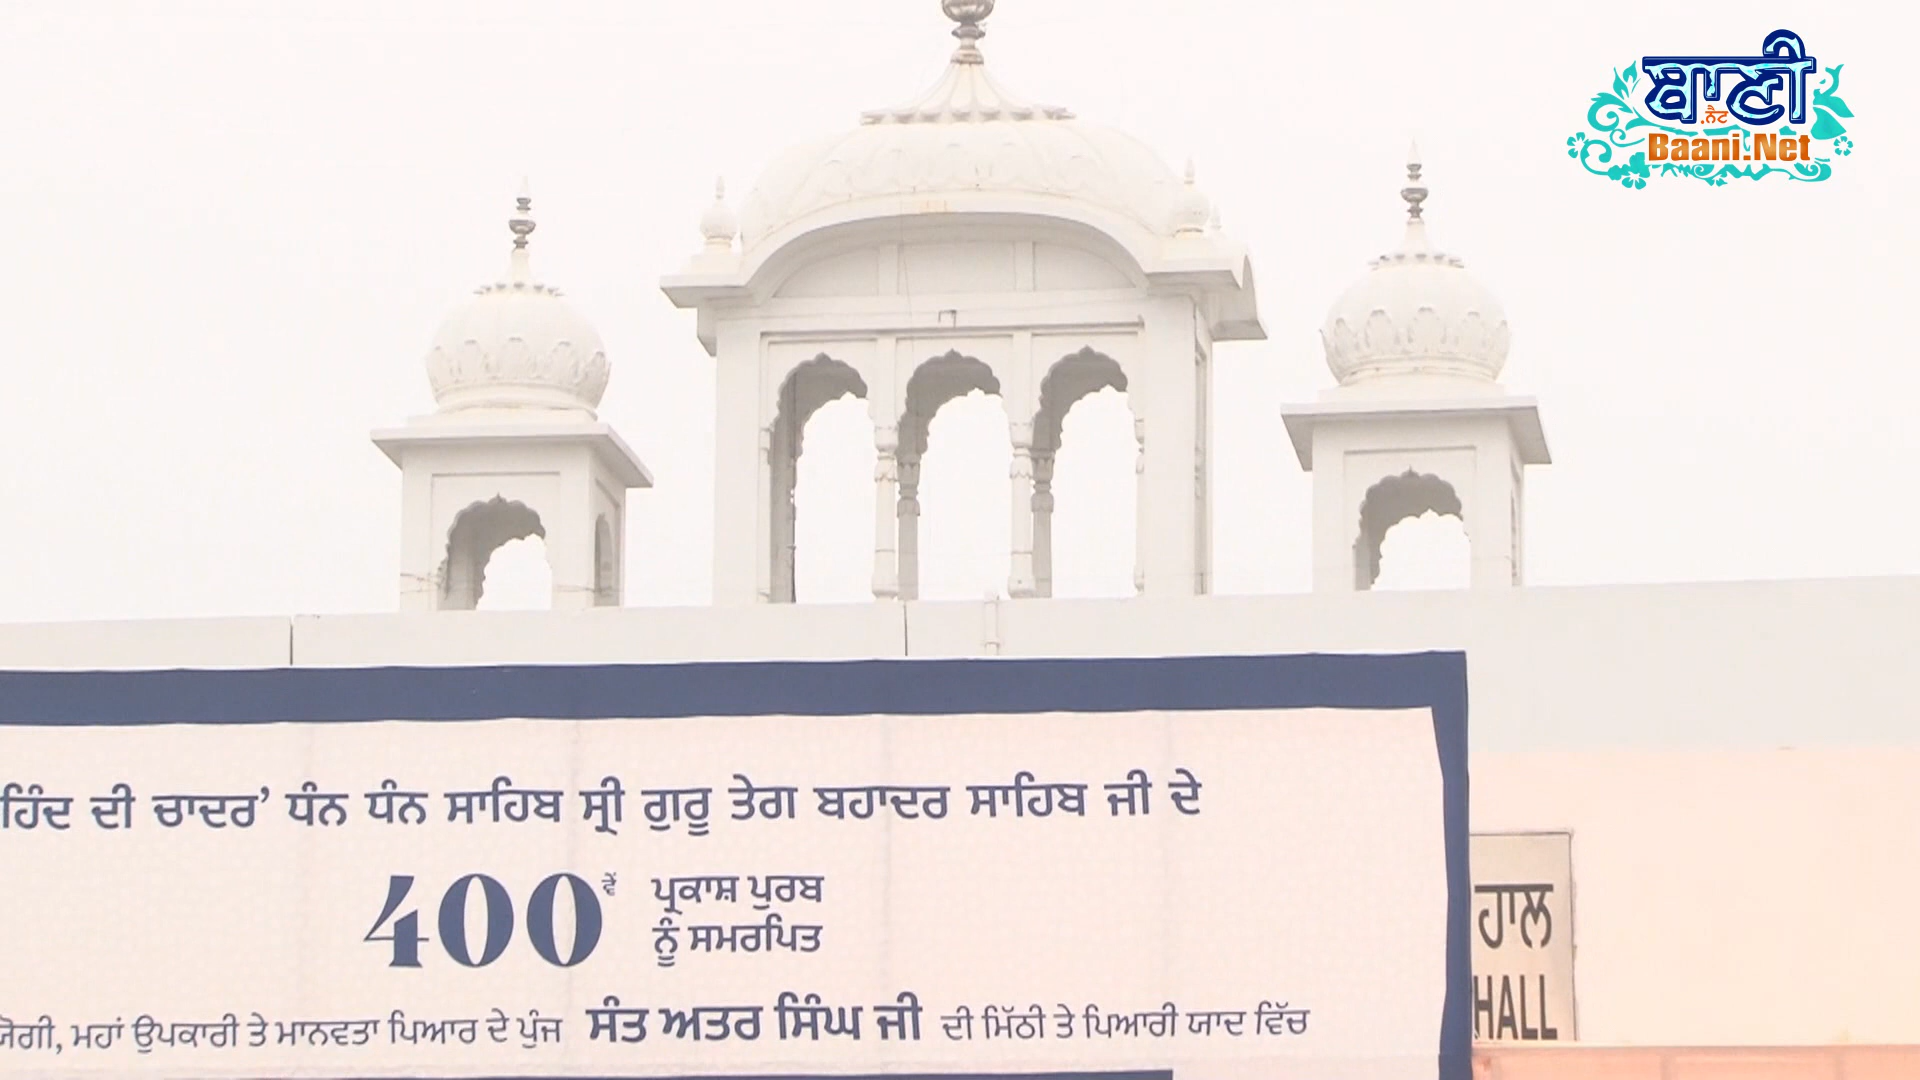 ਬਾਣੀ
.ਨੈਟ
Baani.Net
ਹਿੰਦ ਦੀ ਚਾਦਰ’ ਧੰਨ ਧੰਨ ਸਾਹਿਬ ਸ੍ਰੀ ਗੁਰੂ ਤੇਗ ਬਹਾਦਰ ਸਾਹਿਬ ਜੀ ਦੇ
400ਵੇਂ ਪ੍ਰਕਾਸ਼ ਪੁਰਬ
ਨੂੰ ਸਮਰਪਿਤ
ਯੋਗੀ, ਮਹਾਂ ਉਪਕਾਰੀ ਤੇ ਮਾਨਵਤਾ ਪਿਆਰ ਦੇ ਪੁੰਜ ਸੰਤ ਅਤਰ ਸਿੰਘ ਜੀ ਦੀ ਮਿੱਠੀ ਤੇ ਪਿਆਰੀ ਯਾਦ ਵਿੱਚ
ਹਾਲ
HALL